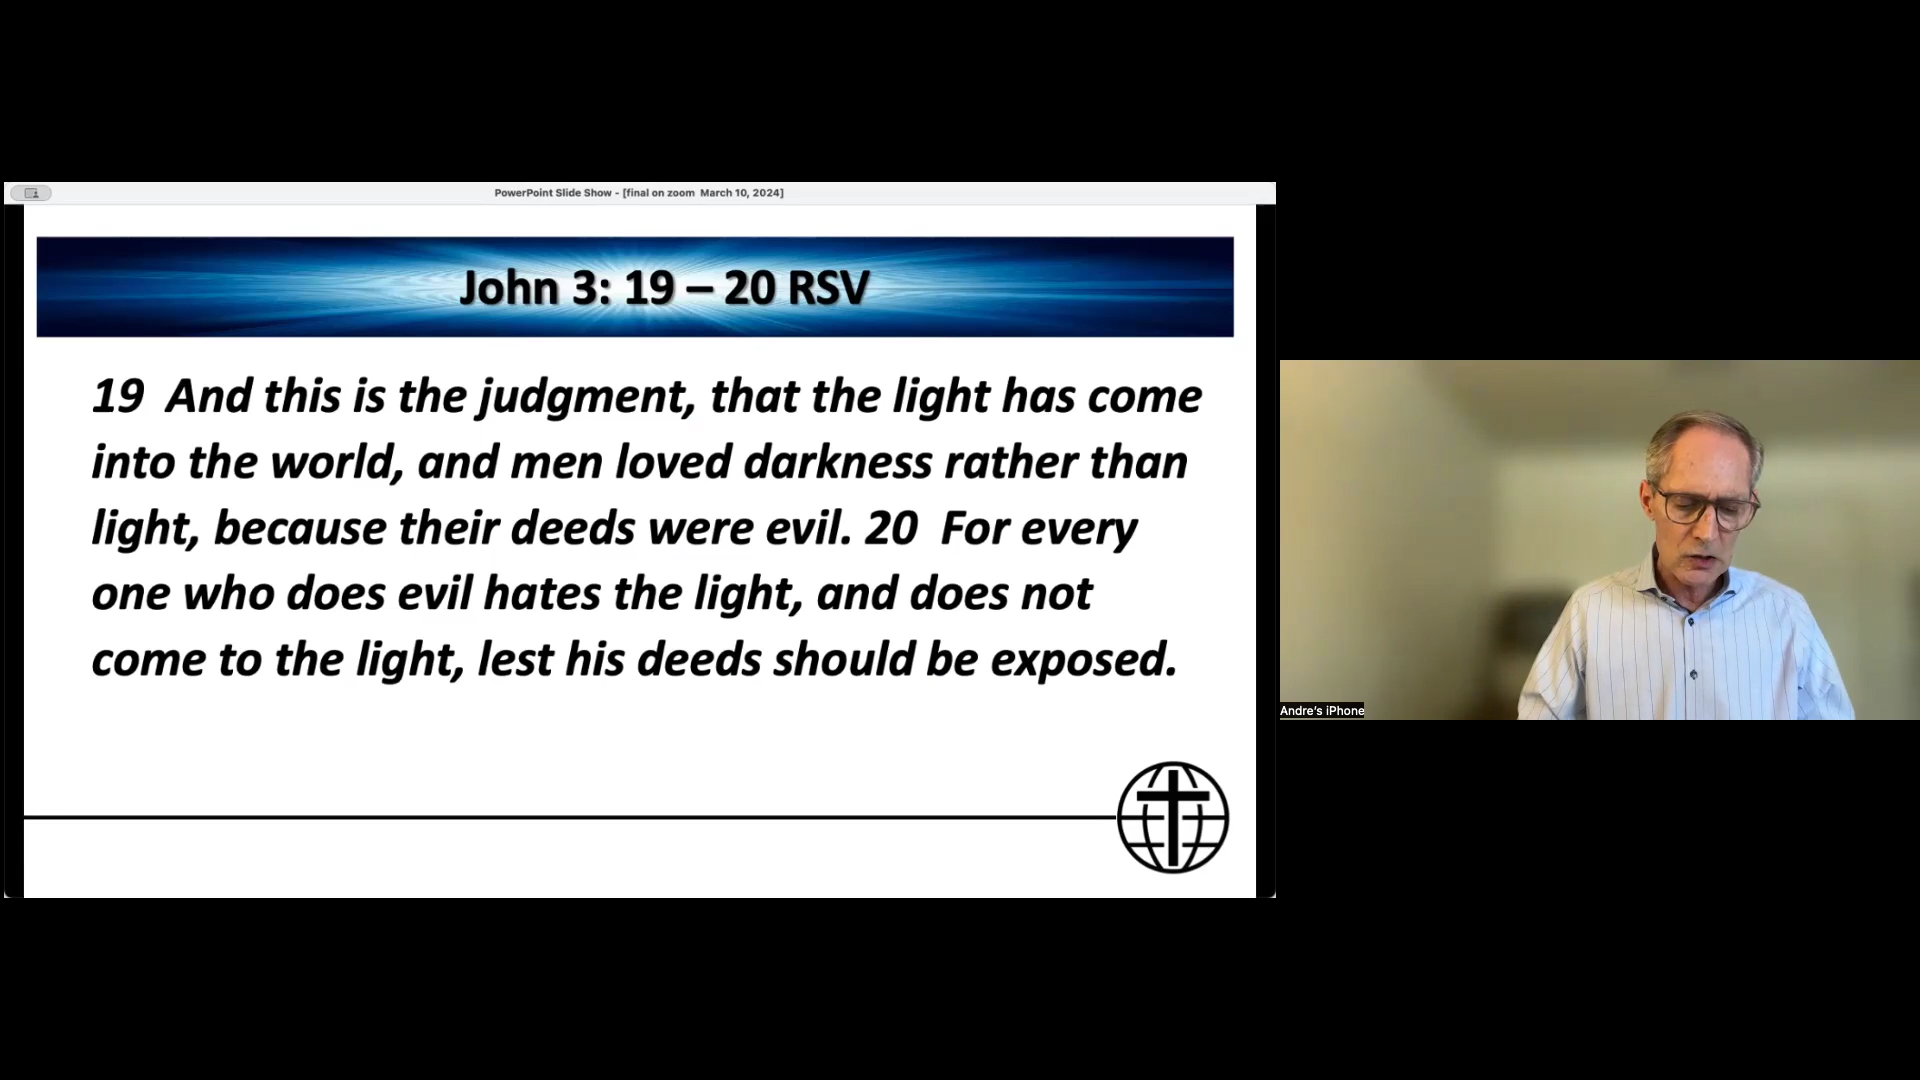 PowerPoint Slide Show - [final on zoom  March 10, 2024]
John 3: 19 – 20 RSV
19  And this is the judgment, that the light has come
into the world, and men loved darkness rather than
light, because their deeds were evil. 20  For every
one who does evil hates the light, and does not
come to the light, lest his deeds should be exposed.
Andre's iPhone